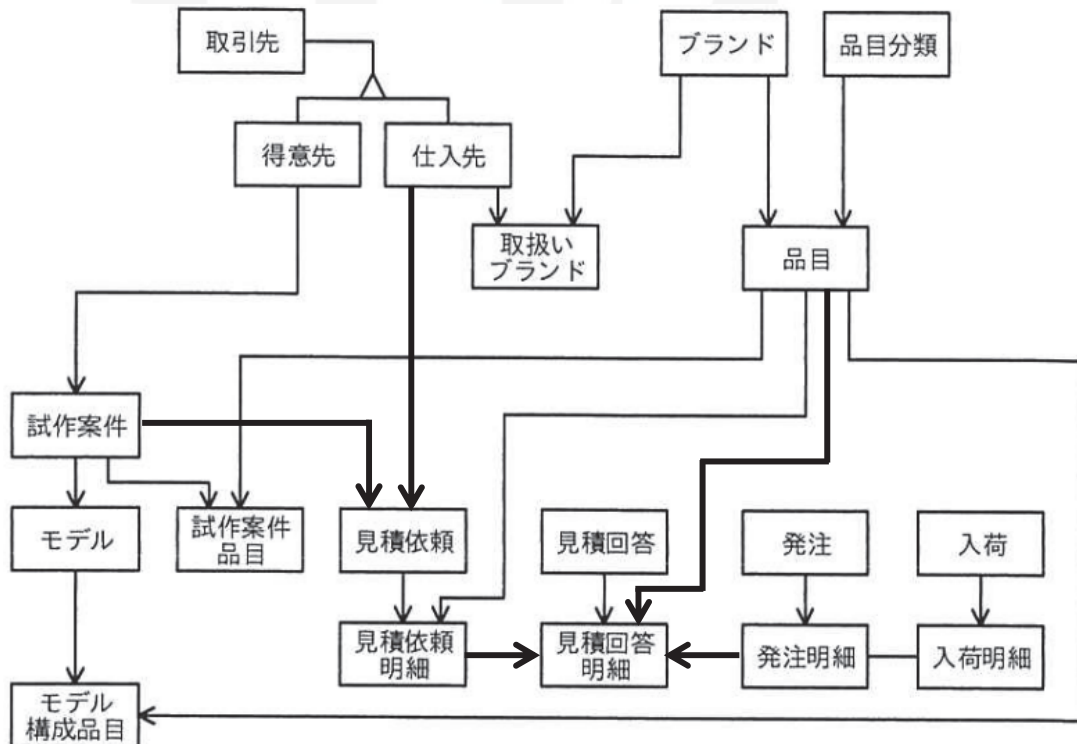 取引先
ブランド
品目分類
得意先
仕入先
取扱い
ブランド
品目
試作案件
モデル
試作案件
品目
見積依頼
見積回答
発注
入荷
見積依頼
明細
見積回答
明細
発注明細
入荷明細
モデル
構成品目